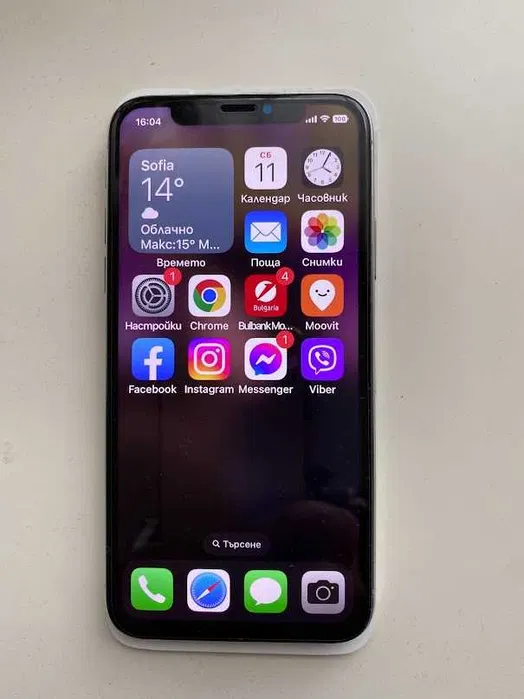 16:04
100
Sofia
14°
Облачно
Макс:15° М...
Времето
СБ
11
Календар
Часовник
Поща
Снимки
1
4
Bulgaria
Настройки
Chrome
BulbankMo...
Moovit
1
Facebook
Instagram
Messenger
Viber
Търсене